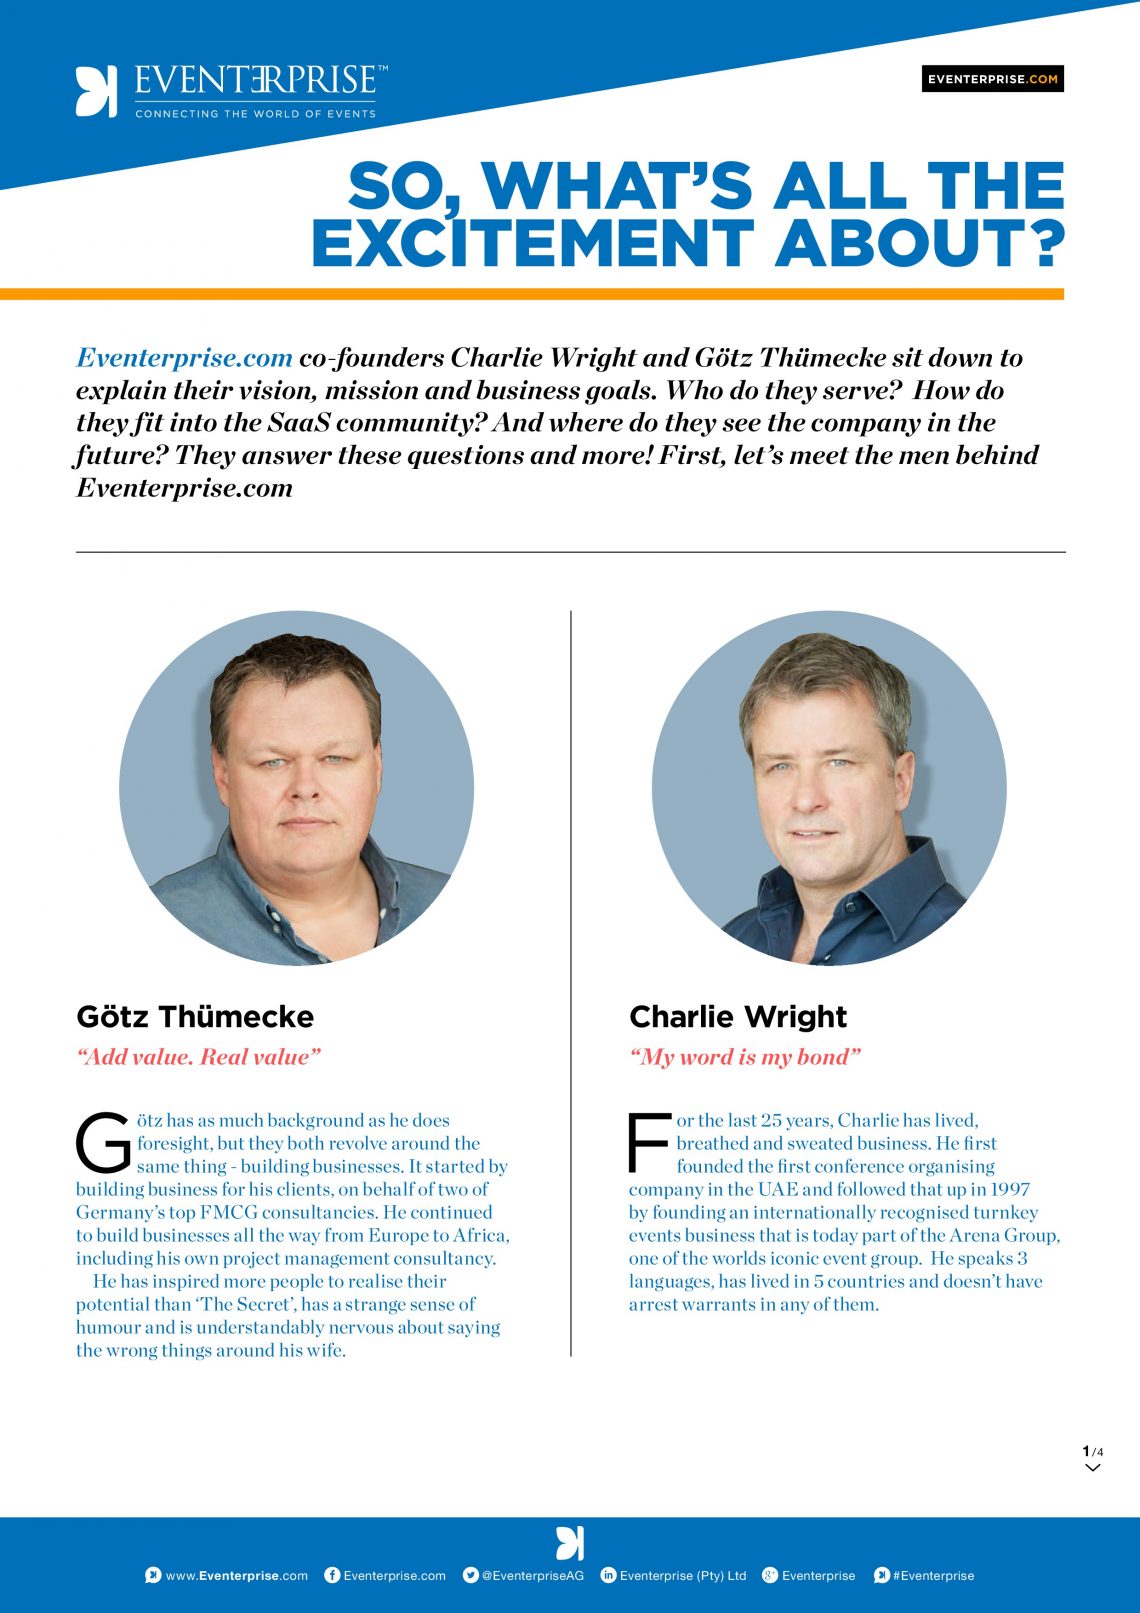 EVENTERPRISE™
CONNECTING THE WORLD OF EVENTS
EVENTERPRISE.COM
SO, WHAT'S ALL THE
EXCITEMENT ABOUT?
Eventerprise.com co-founders Charlie Wright and Götz Thümecke sit down to
explain their vision, mission and business goals. Who do they serve? How do
they fit into the SaaS community? And where do they see the company in the
future? They answer these questions and more! First, let's meet the men behind
Eventerprise.com
Götz Thümecke
"Add value. Real value"
Götz has as much background as he does
foresight, but they both revolve around the
same thing - building businesses. It started by
building business for his clients, on behalf of two of
Germany's top FMCG consultancies. He continued
to build businesses all the way from Europe to Africa,
including his own project management consultancy.
He has inspired more people to realise their
potential than 'The Secret', has a strange sense of
humour and is understandably nervous about saying
the wrong things around his wife.
Charlie Wright
"My word is my bond"
For the last 25 years, Charlie has lived,
breathed and sweated business. He first
founded the first conference organising
company in the UAE and followed that up in 1997
by founding an internationally recognised turnkey
events business that is today part of the Arena Group,
one of the worlds iconic event group. He speaks 3
languages, has lived in 5 countries and doesn't have
arrest warrants in any of them.
1/4
www.Eventerprise.com Eventerprise.com @EventerpriseAG Eventerprise (Pty) Ltd Eventerprise #Eventerprise